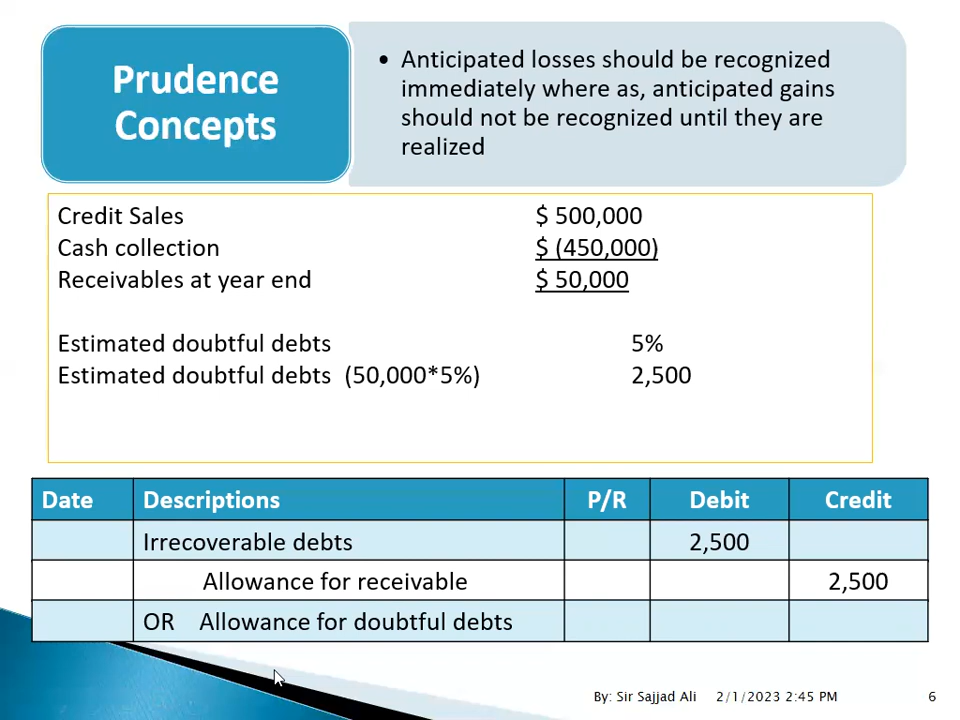 Prudence
Concepts
• Anticipated losses should be recognized
immediately where as, anticipated gains
should not be recognized until they are
realized
Credit Sales $ 500,000
Cash collection $ (450,000)
Receivables at year end $ 50,000
Estimated doubtful debts 5%
Estimated doubtful debts (50,000*5%) 2,500
Date Descriptions P/R Debit Credit
Irrecoverable debts 2,500
Allowance for receivable 2,500
OR Allowance for doubtful debts
By: Sir Sajjad Ali 2/1/2023 2:45 PM 6